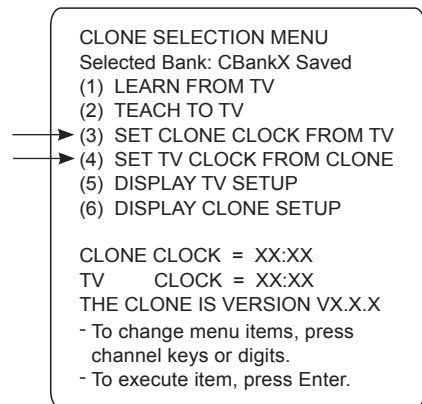 CLONE SELECTION MENU
Selected Bank: CBankX Saved
(1) LEARN FROM TV
(2) TEACH TO TV
(3) SET CLONE CLOCK FROM TV
(4) SET TV CLOCK FROM CLONE
(5) DISPLAY TV SETUP
(6) DISPLAY CLONE SETUP
CLONE CLOCK = XX:XX
TV CLOCK = XX:XX
THE CLONE IS VERSION VX.X.X
- To change menu items, press
channel keys or digits.
- To execute item, press Enter.